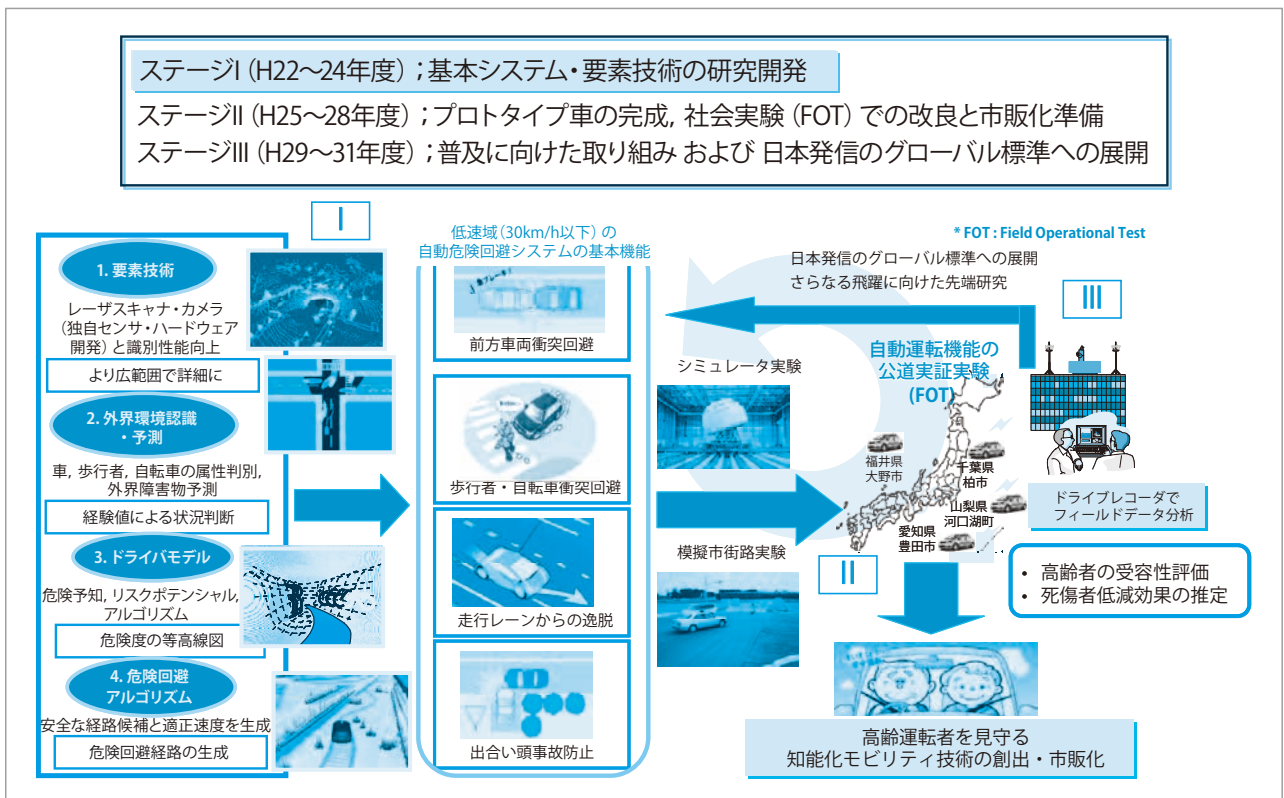 ステージI（H22〜24年度）；基本システム・要素技術の研究開発
ステージII（H25〜28年度）；プロトタイプ車の完成, 社会実験（FOT）での改良と市販化準備
ステージIII（H29〜31年度）；普及に向けた取り組み および 日本発信のグローバル標準への展開
I
1. 要素技術
レーザスキャナ・カメラ
（独自センサ・ハードウェア
開発）と識別性能向上
より広範囲で詳細に
2. 外界環境認識
・予測
車, 歩行者, 自転車の属性判別,
外界障害物予測
経験値による状況判断
3. ドライバモデル
危険予知, リスクポテンシャル,
アルゴリズム
危険度の等高線図
4. 危険回避
アルゴリズム
安全な経路候補と適正速度を生成
危険回避経路の生成
低速域（30km/h以下）の
自動危険回避システムの基本機能
前方車両衝突回避
歩行者・自転車衝突回避
走行レーンからの逸脱
出合い頭事故防止
シミュレータ実験
模擬市街路実験
II
* FOT : Field Operational Test
日本発信のグローバル標準への展開
さらなる飛躍に向けた先端研究
III
自動運転機能の
公道実証実験
(FOT)
福井県
大野市
千葉県
柏市
山梨県
河口湖町
愛知県
豊田市
ドライブレコーダで
フィールドデータ分析
• 高齢者の受容性評価
• 死傷者低減効果の推定
高齢運転者を見守る
知能化モビリティ技術の創出・市販化